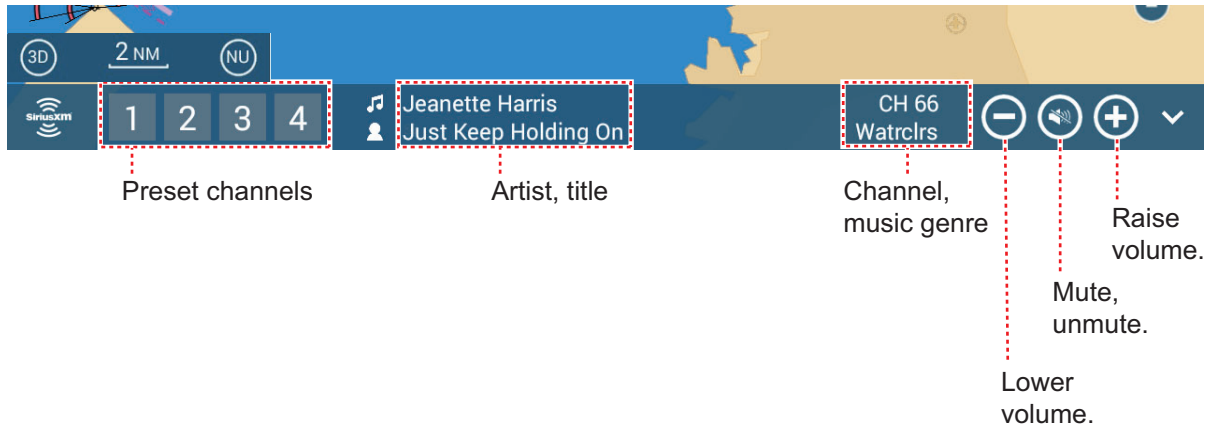 3D
2 NM
NU
siriusxm
1 2 3 4
Jeanette Harris
Just Keep Holding On
CH 66
Watrclrs
Preset channels
Artist, title
Channel,
music genre
Raise
volume.
Mute,
unmute.
Lower
volume.